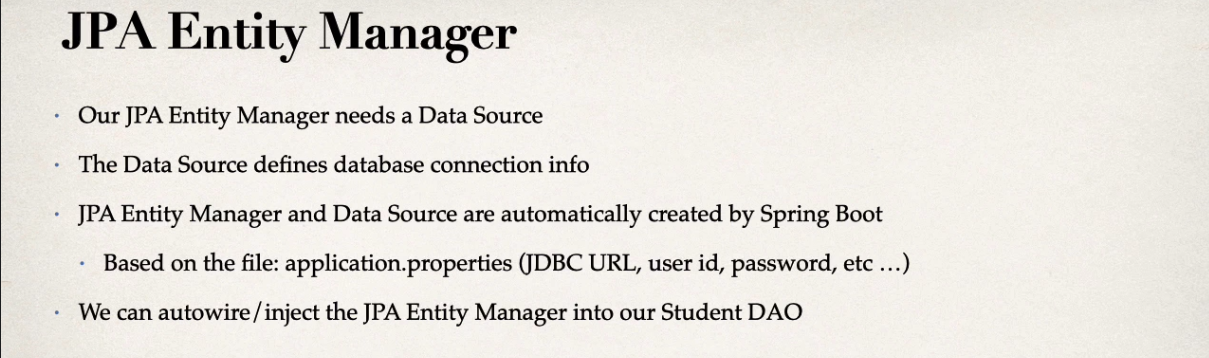 JPA Entity Manager
· Our JPA Entity Manager needs a Data Source
· The Data Source defines database connection info
· JPA Entity Manager and Data Source are automatically created by Spring Boot
· Based on the file: application.properties (JDBC URL, user id, password, etc …)
· We can autowire/inject the JPA Entity Manager into our Student DAO